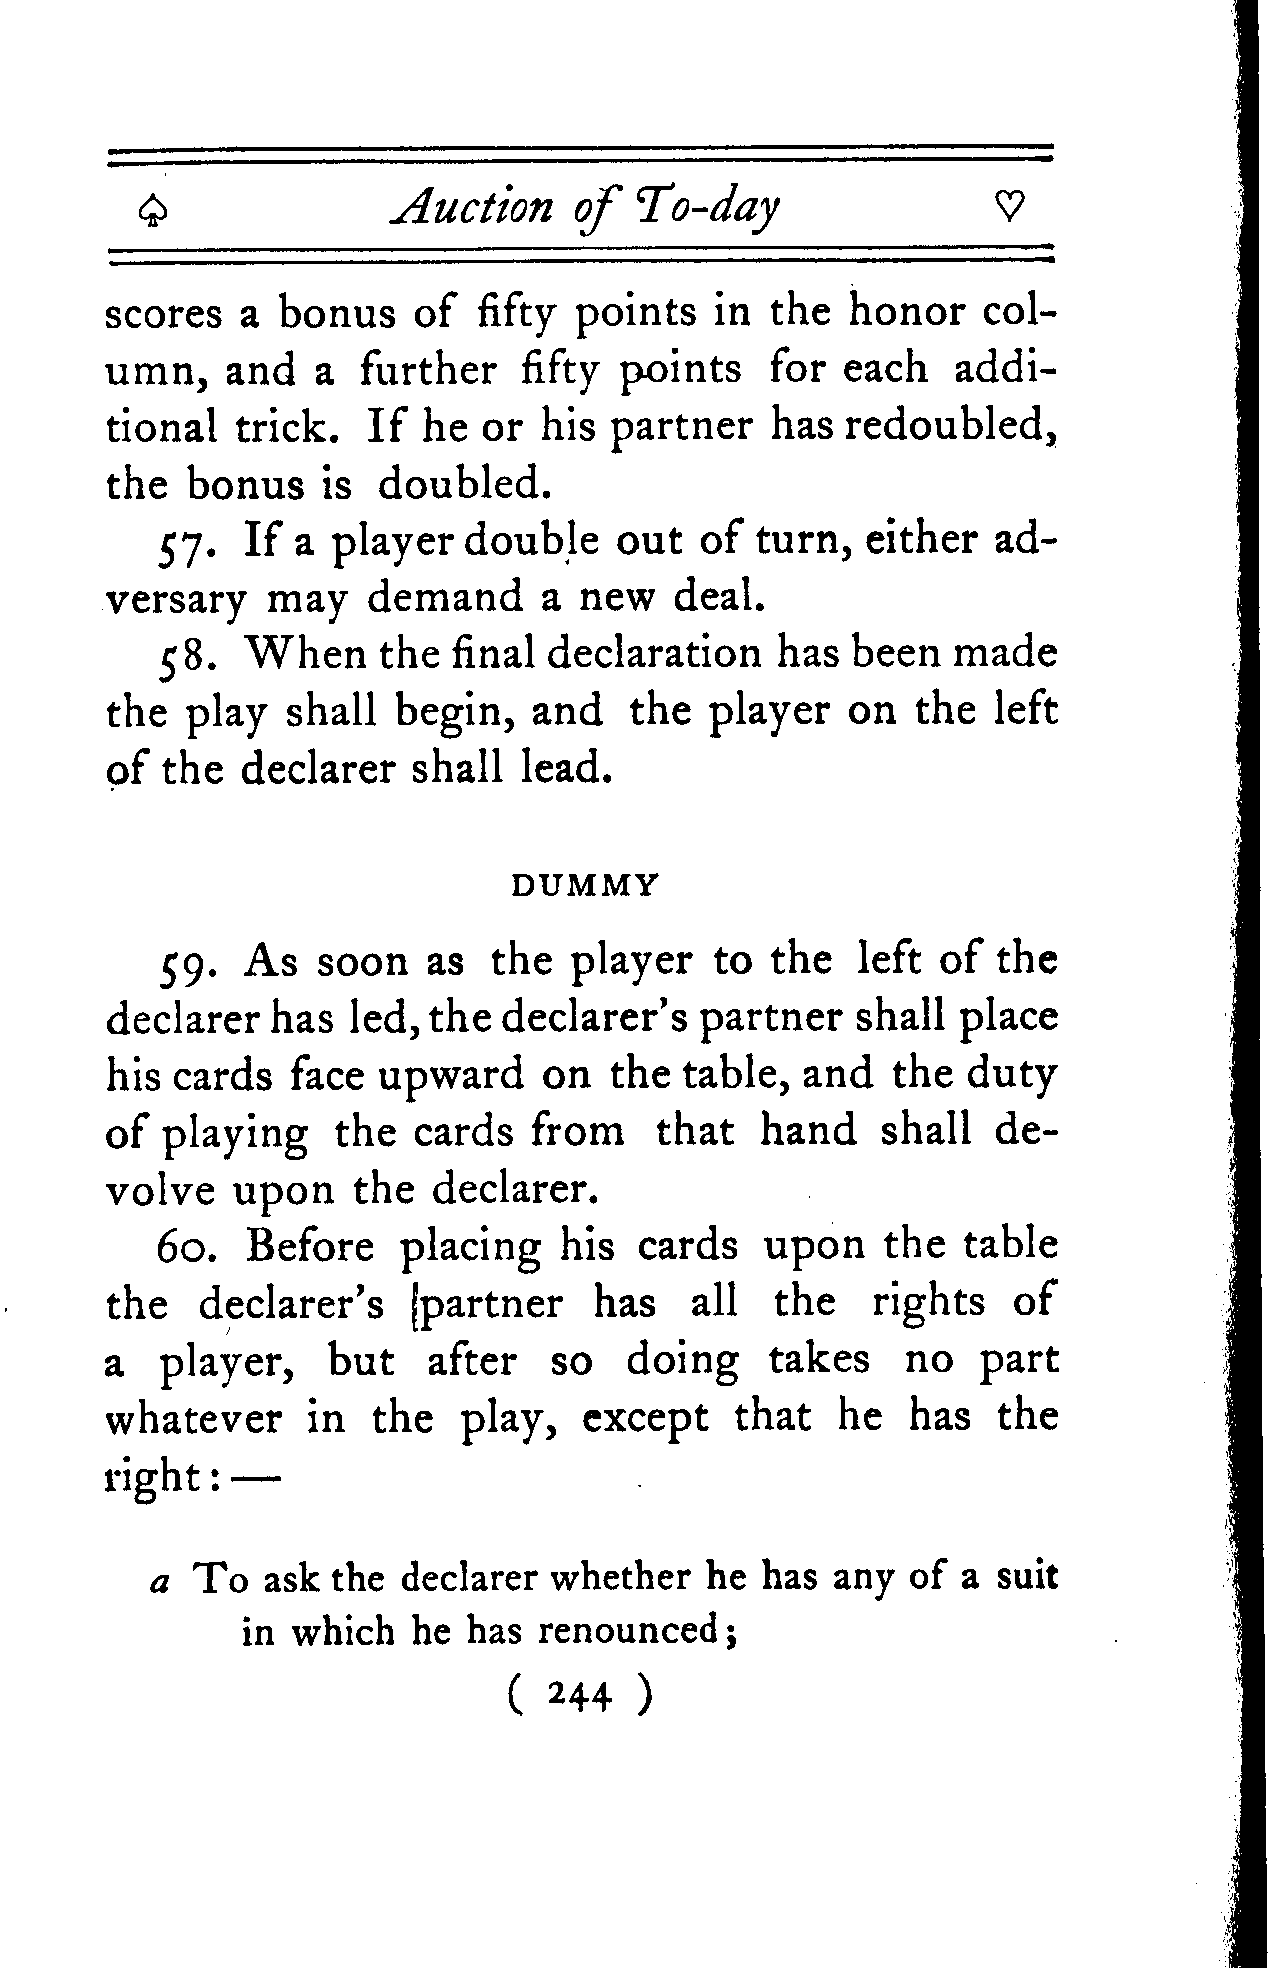 ♤ Auction of To-day ♡
scores a bonus of fifty points in the honor col-
umn, and a further fifty points for each addi-
tional trick. If he or his partner has redoubled,
the bonus is doubled.
57. If a player double out of turn, either ad-
versary may demand a new deal.
58. When the final declaration has been made
the play shall begin, and the player on the left
of the declarer shall lead.
DUMMY
59. As soon as the player to the left of the
declarer has led, the declarer's partner shall place
his cards face upward on the table, and the duty
of playing the cards from that hand shall de-
volve upon the declarer.
60. Before placing his cards upon the table
the declarer's partner has all the rights of
a player, but after so doing takes no part
whatever in the play, except that he has the
right: —
a To ask the declarer whether he has any of a suit
in which he has renounced;
( 244 )